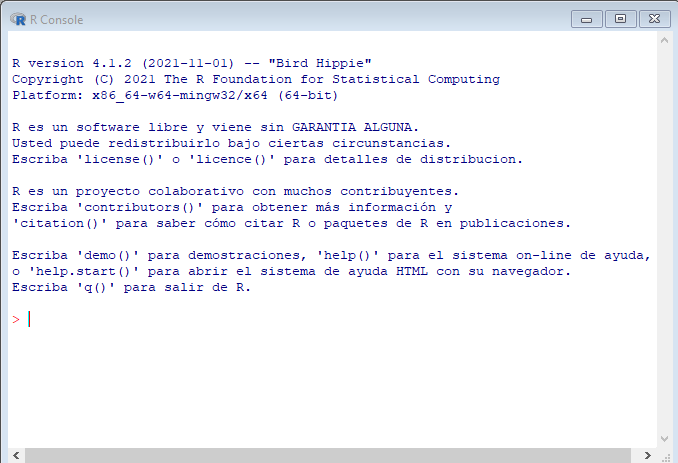 R Console
R version 4.1.2 (2021-11-01) -- "Bird Hippie"
Copyright (C) 2021 The R Foundation for Statistical Computing
Platform: x86_64-w64-mingw32/x64 (64-bit)
R es un software libre y viene sin GARANTIA ALGUNA.
Usted puede redistribuirlo bajo ciertas circunstancias.
Escriba 'license()' o 'licence()' para detalles de distribucion.
R es un proyecto colaborativo con muchos contribuyentes.
Escriba 'contributors()' para obtener más información y
'citation()' para saber cómo citar R o paquetes de R en publicaciones.
Escriba 'demo()' para demostraciones, 'help()' para el sistema on-line de ayuda,
o 'help.start()' para abrir el sistema de ayuda HTML con su navegador.
Escriba 'q()' para salir de R.
>